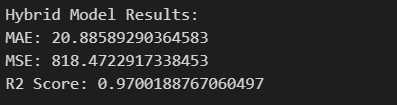 Hybrid Model Results:
MAE: 20.88589290364583
MSE: 818.4722917338453
R2 Score: 0.9700188767060497